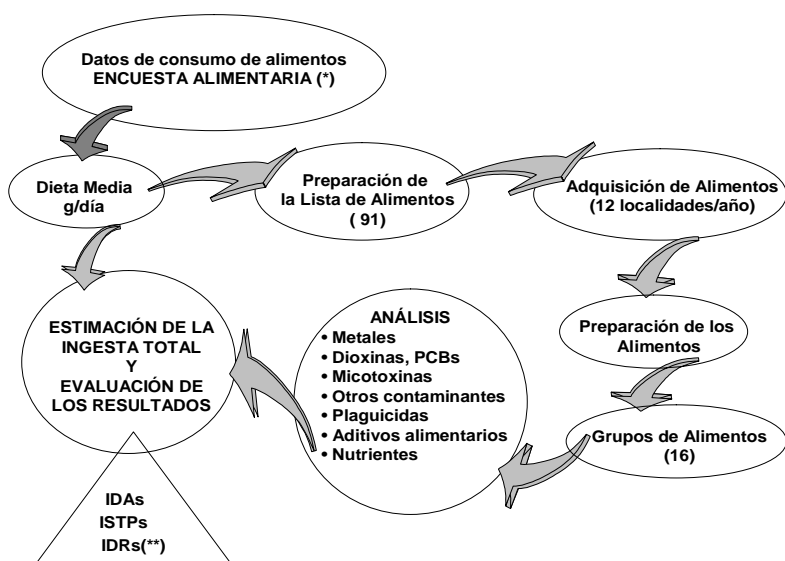 Datos de consumo de alimentos
ENCUESTA ALIMENTARIA (*)
Dieta Media
g/día
Preparación de
la Lista de Alimentos
( 91)
Adquisición de Alimentos
(12 localidades/año)
Preparación de los
Alimentos
Grupos de Alimentos
(16)
ANÁLISIS
• Metales
• Dioxinas, PCBs
• Micotoxinas
• Otros contaminantes
• Plaguicidas
• Aditivos alimentarios
• Nutrientes
ESTIMACIÓN DE LA
INGESTA TOTAL
Y
EVALUACIÓN DE
LOS RESULTADOS
IDAs
ISTPs
IDRs(**)